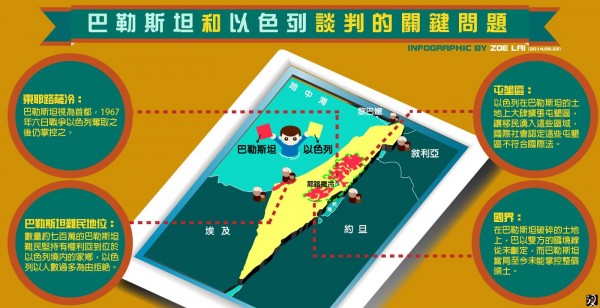 巴勒斯坦和以色列談判的關鍵問題
INFOGRAPHIC BY ZOE LAI (2014.06.22)
東耶路薩冷：
巴勒斯坦視為首都，1967
年六日戰爭以色列奪取之
後仍掌控之。
屯墾區：
以色列在巴勒斯坦的土
地上大肆擴張屯墾區，
讓移民湧入這些區域，
國際社會認定這些屯墾
區不符合國際法。
地中海
黎巴嫩
敘利亞
巴勒斯坦
以色列
耶路薩冷
埃及
約旦
巴勒斯坦難民地位：
數量約七百萬的巴勒斯坦
難民堅持有權利回到位於
以色列境內的家鄉，以色
列以人數過多為由拒絕。
國界：
在巴勒斯坦破碎的土地
上，巴以雙方的國境線
從未劃定，而巴勒斯坦
當局至今未能掌控整個
領土。